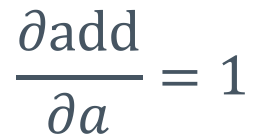 ∂add/∂a = 1